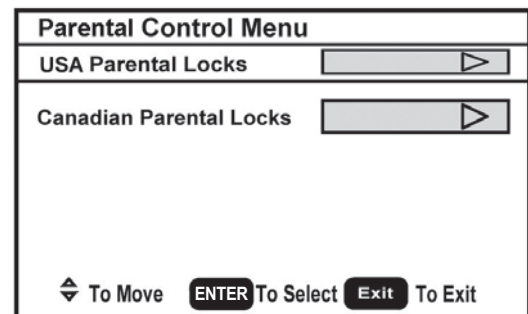 Parental Control Menu
USA Parental Locks
Canadian Parental Locks
To Move ENTER To Select Exit To Exit